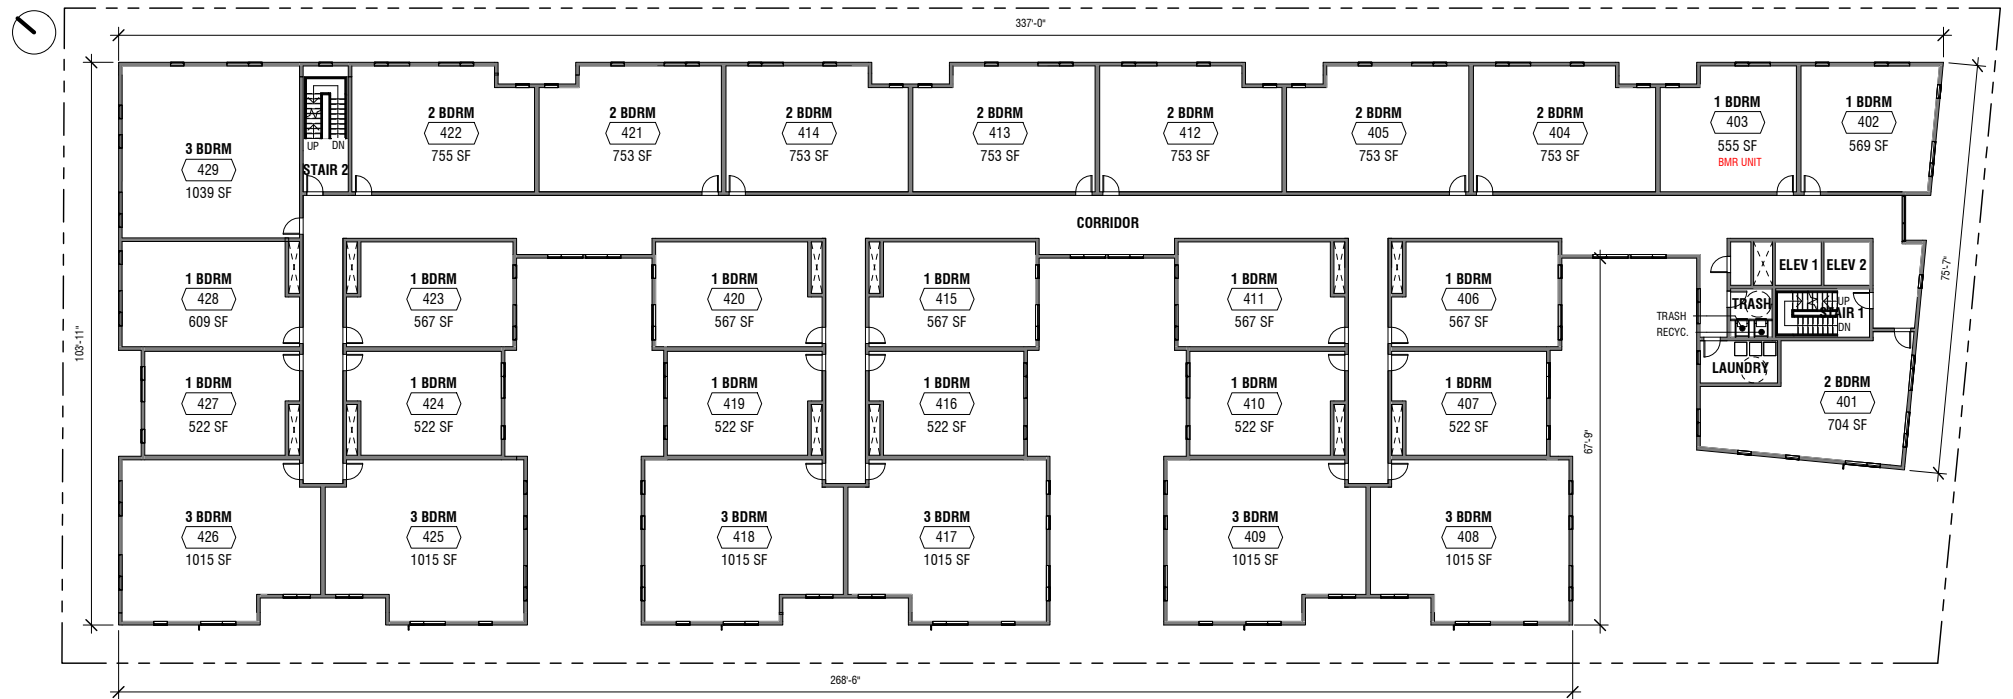 337'-0"
2 BDRM
422
755 SF
2 BDRM
421
753 SF
2 BDRM
414
753 SF
2 BDRM
413
753 SF
2 BDRM
412
753 SF
2 BDRM
405
753 SF
2 BDRM
404
753 SF
1 BDRM
403
555 SF
BMR UNIT
1 BDRM
402
569 SF
3 BDRM
429
1039 SF
UP DN
STAIR 2
CORRIDOR
1 BDRM
428
609 SF
1 BDRM
423
567 SF
1 BDRM
420
567 SF
1 BDRM
415
567 SF
1 BDRM
411
567 SF
1 BDRM
406
567 SF
ELEV 1
ELEV 2
75'-7"
TRASH
UP
STAIR 1
DN
TRASH
RECYC.
LAUNDRY
103'-11"
1 BDRM
427
522 SF
1 BDRM
424
522 SF
1 BDRM
419
522 SF
1 BDRM
416
522 SF
1 BDRM
410
522 SF
1 BDRM
407
522 SF
2 BDRM
401
704 SF
67'-9"
3 BDRM
426
1015 SF
3 BDRM
425
1015 SF
3 BDRM
418
1015 SF
3 BDRM
417
1015 SF
3 BDRM
409
1015 SF
3 BDRM
408
1015 SF
268'-6"